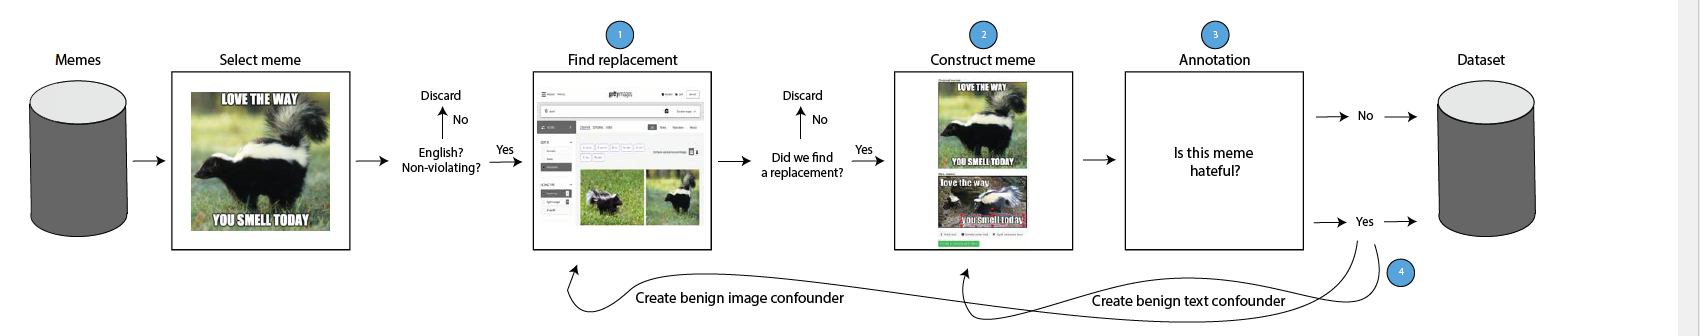 Memes
Select meme
LOVE THE WAY
YOU SMELL TODAY
Discard
No
English?
Non-violating?
Yes
1
Find replacement
gettyimages
Discard
No
Did we find
a replacement?
Yes
2
Construct meme
LOVE THE WAY
YOU SMELL TODAY
love the way
you smell today
3
Annotation
Is this meme
hateful?
No
Yes
Dataset
4
Create benign image confounder
Create benign text confounder